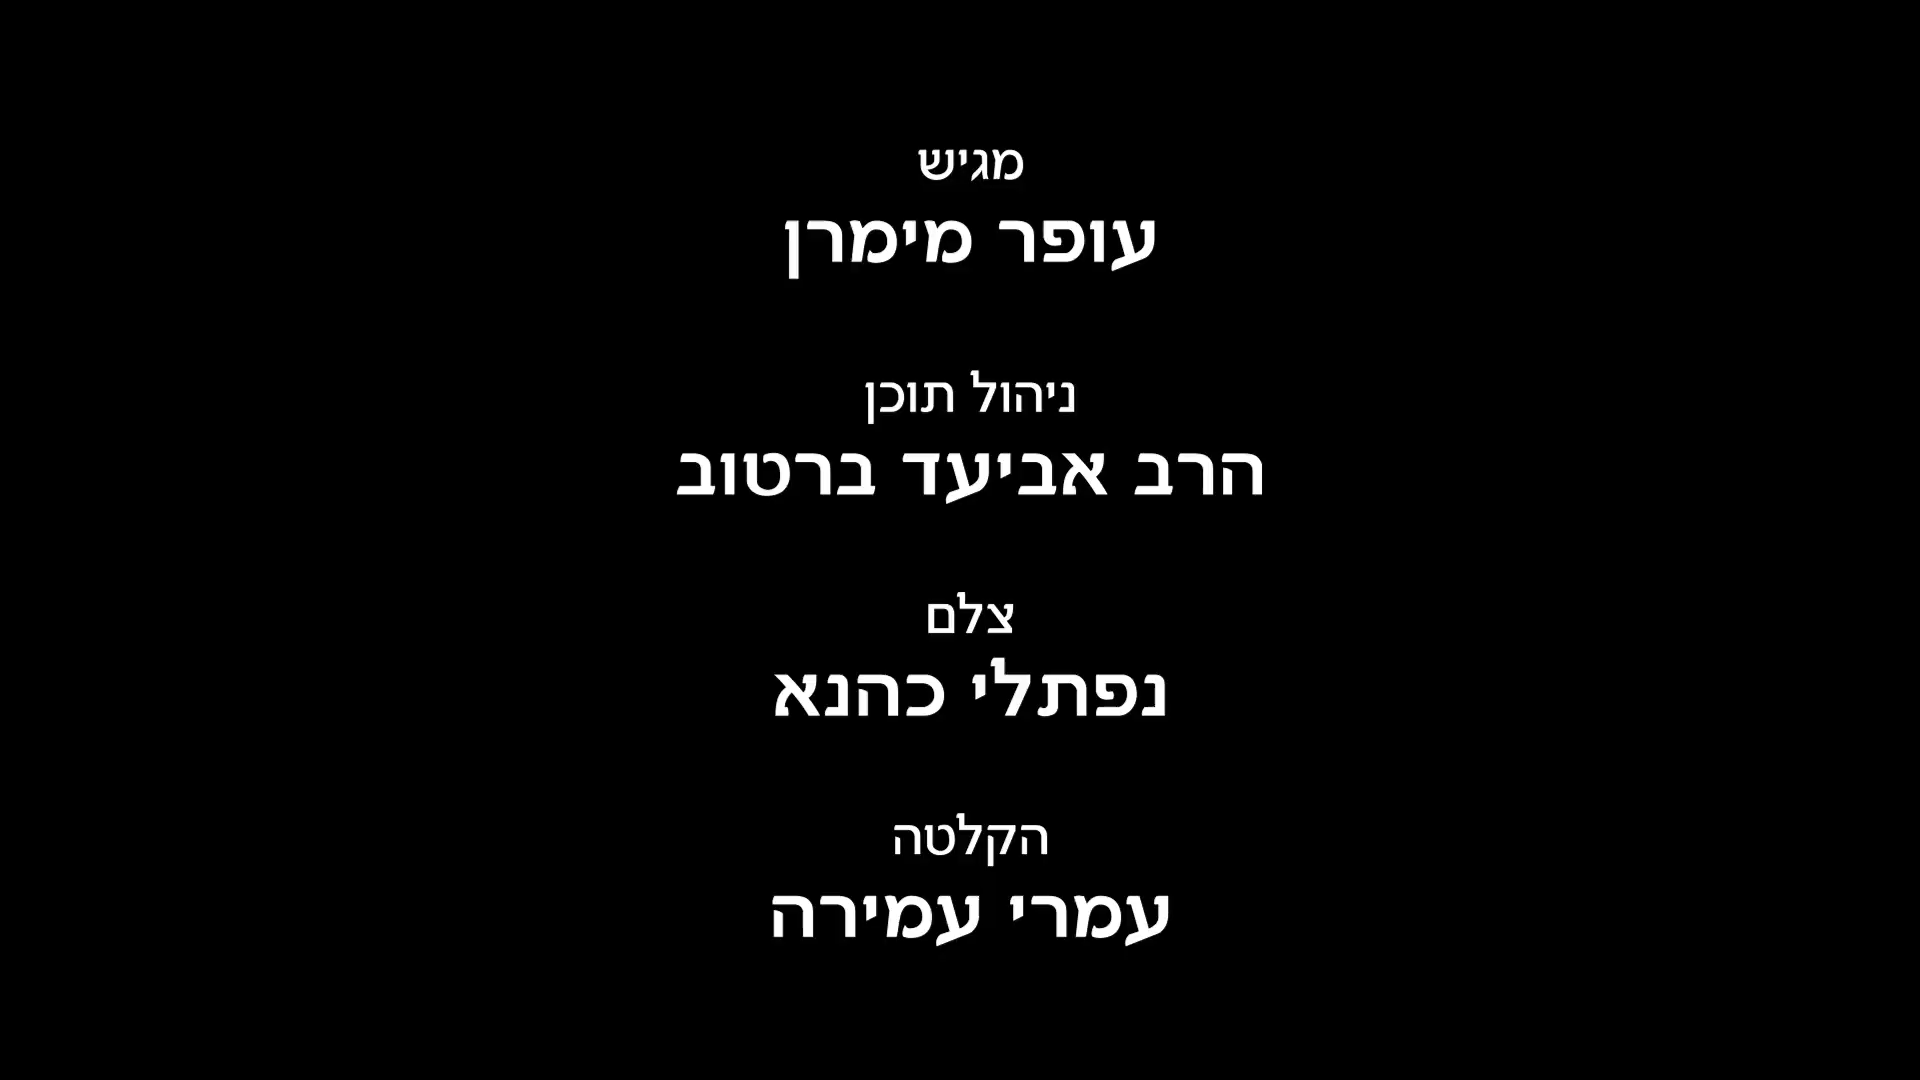 מגיש
עופר מימרן
ניהול תוכן
הרב אביעד ברטוב
צלם
נפתלי כהנא
הקלטה
עמרי עמירה